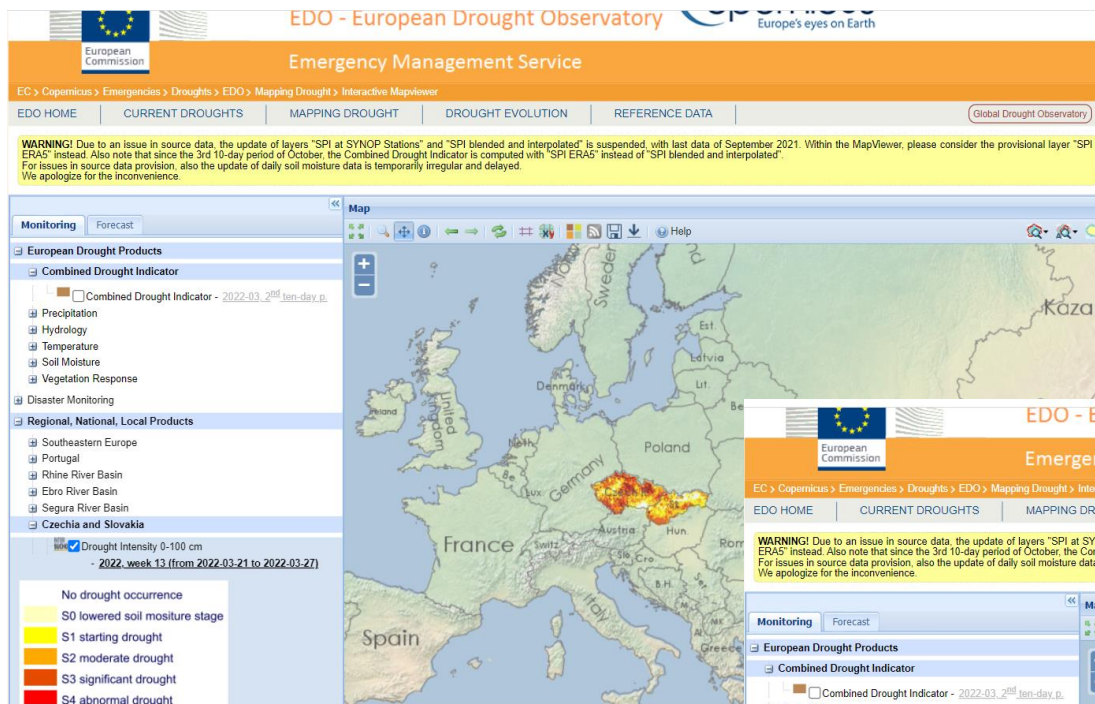 EDO - European Drought Observatory
Europe's eyes on Earth
European
Commission
Emergency Management Service
EC > Copernicus > Emergencies > Droughts > EDO > Mapping Drought > Interactive Mapviewer
EDO HOME
CURRENT DROUGHTS
MAPPING DROUGHT
DROUGHT EVOLUTION
REFERENCE DATA
Global Drought Observatory
WARNING! Due to an issue in source data, the update of layers "SPI at SYNOP Stations" and "SPI blended and interpolated" is suspended, with last data of September 2021. Within the MapViewer, please consider the provisional layer "SPI
ERA5" instead. Also note that since the 3rd 10-day period of October, the Combined Drought Indicator is computed with "SPI ERA5" instead of "SPI blended and interpolated".
For issues in source data provision, also the update of daily soil moisture data is temporarily irregular and delayed.
We apologize for the inconvenience.
Monitoring
Forecast
European Drought Products
Combined Drought Indicator
Combined Drought Indicator - 2022-03, 2nd ten-day p.
Precipitation
Hydrology
Temperature
Soil Moisture
Vegetation Response
Disaster Monitoring
Regional, National, Local Products
Southeastern Europe
Portugal
Rhine River Basin
Ebro River Basin
Segura River Basin
Czechia and Slovakia
Drought Intensity 0-100 cm
- 2022, week 13 (from 2022-03-21 to 2022-03-27)
No drought occurrence
S0 lowered soil mositure stage
S1 starting drought
S2 moderate drought
S3 significant drought
S4 abnormal drought
Map
Help
Sweden
Kaza
Est.
Latvia
Lit.
Denmark
Ireland
United
Kingdom
Neth.
Be
Poland
Germany
Lux.
Be
France
Switz
Austria
Hun.
Rom
Slo.
Cro.
B.H.
Italy
MK
Al
Greece
Spain
EDO - E
European
Commission
Emerger
EC > Copernicus > Emergencies > Droughts > EDO > Mapping Drought > Inte
EDO HOME
CURRENT DROUGHTS
MAPPING DR
WARNING! Due to an issue in source data, the update of layers "SPI at SY
ERA5" instead. Also note that since the 3rd 10-day period of October, the Co
For issues in source data provision, also the update of daily soil moisture data
We apologize for the inconvenience.
Ma
Monitoring
Forecast
European Drought Products
Combined Drought Indicator
Combined Drought Indicator - 2022-03, 2nd ten-day p.